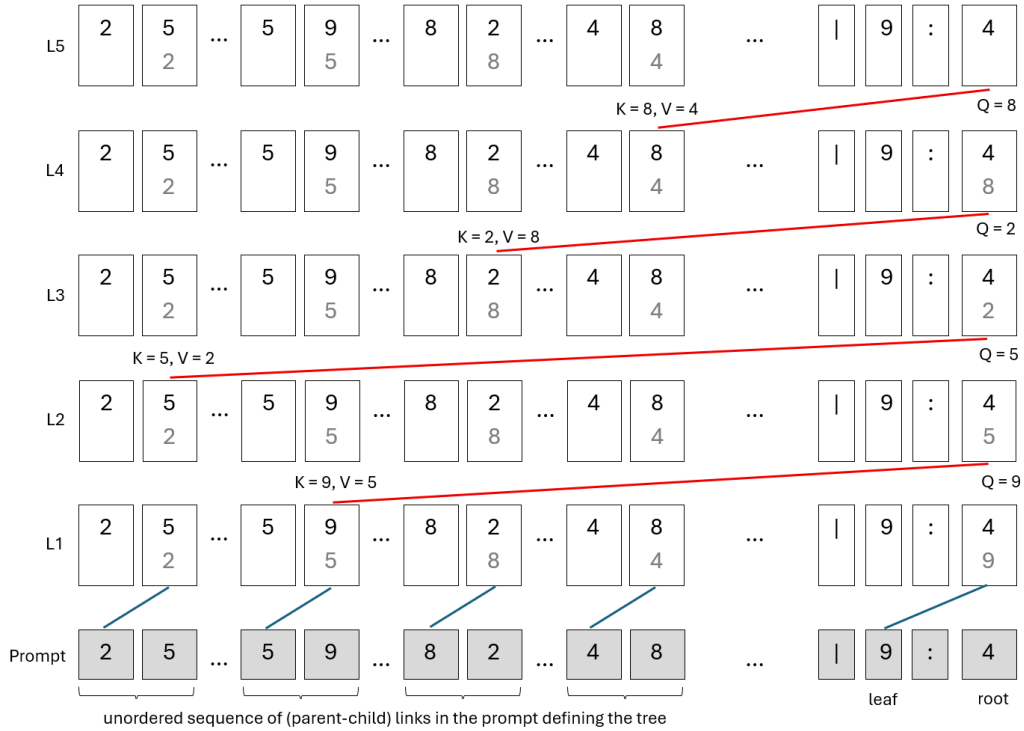 L5 2 5 ... 5 9 ... 8 2 ... 4 8 ... | 9 : 4
2 5 8 4
K = 8, V = 4 Q = 8
L4 2 5 ... 5 9 ... 8 2 ... 4 8 ... | 9 : 4
2 5 8 4 8
K = 2, V = 8 Q = 2
L3 2 5 ... 5 9 ... 8 2 ... 4 8 ... | 9 : 4
2 5 8 4 2
K = 5, V = 2 Q = 5
L2 2 5 ... 5 9 ... 8 2 ... 4 8 ... | 9 : 4
2 5 8 4 5
K = 9, V = 5 Q = 9
L1 2 5 ... 5 9 ... 8 2 ... 4 8 ... | 9 : 4
2 5 8 4 9
Prompt 2 5 ... 5 9 ... 8 2 ... 4 8 ... | 9 : 4
leaf root
unordered sequence of (parent-child) links in the prompt defining the tree